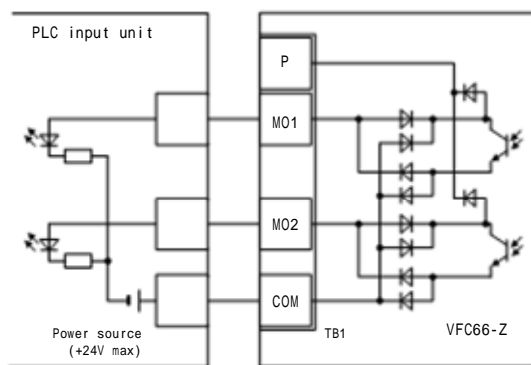 PLC input unit
P
MO1
MO2
COM
Power source
(+24V max)
TB1
VFC66-Z